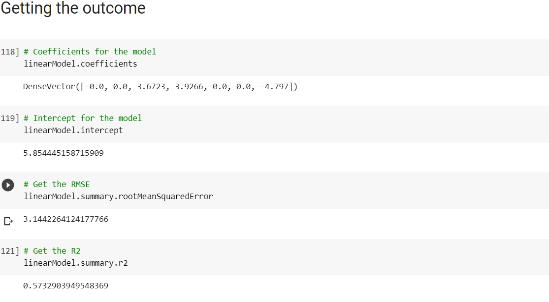 Getting the outcome
118] # Coefficients for the model
linearModel.coefficients
DenseVector([ 0.0, 0.0, 3.6723, 3.9266, 0.0, 0.0, 4.797])
119] # Intercept for the model
linearModel.intercept
5.854445158715909
# Get the RMSE
linearModel.summary.rootMeanSquaredError
3.1442264124177766
121] # Get the R2
linearModel.summary.r2
0.5732903949548369